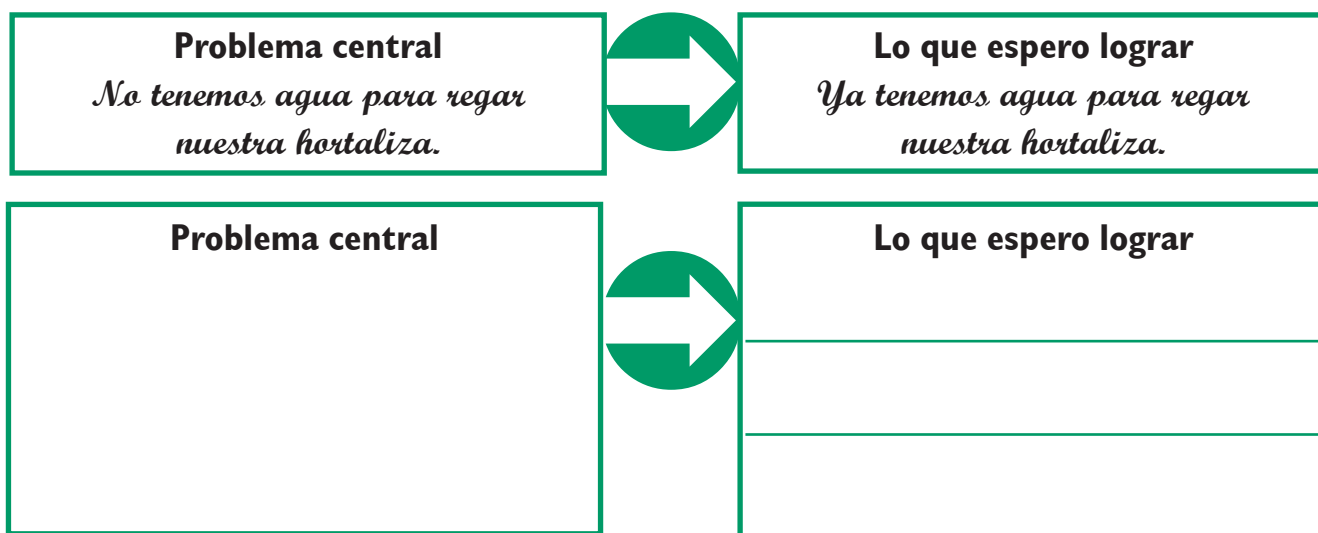 Problema central
No tenemos agua para regar
nuestra hortaliza.
Lo que espero lograr
Ya tenemos agua para regar
nuestra hortaliza.
Problema central
Lo que espero lograr